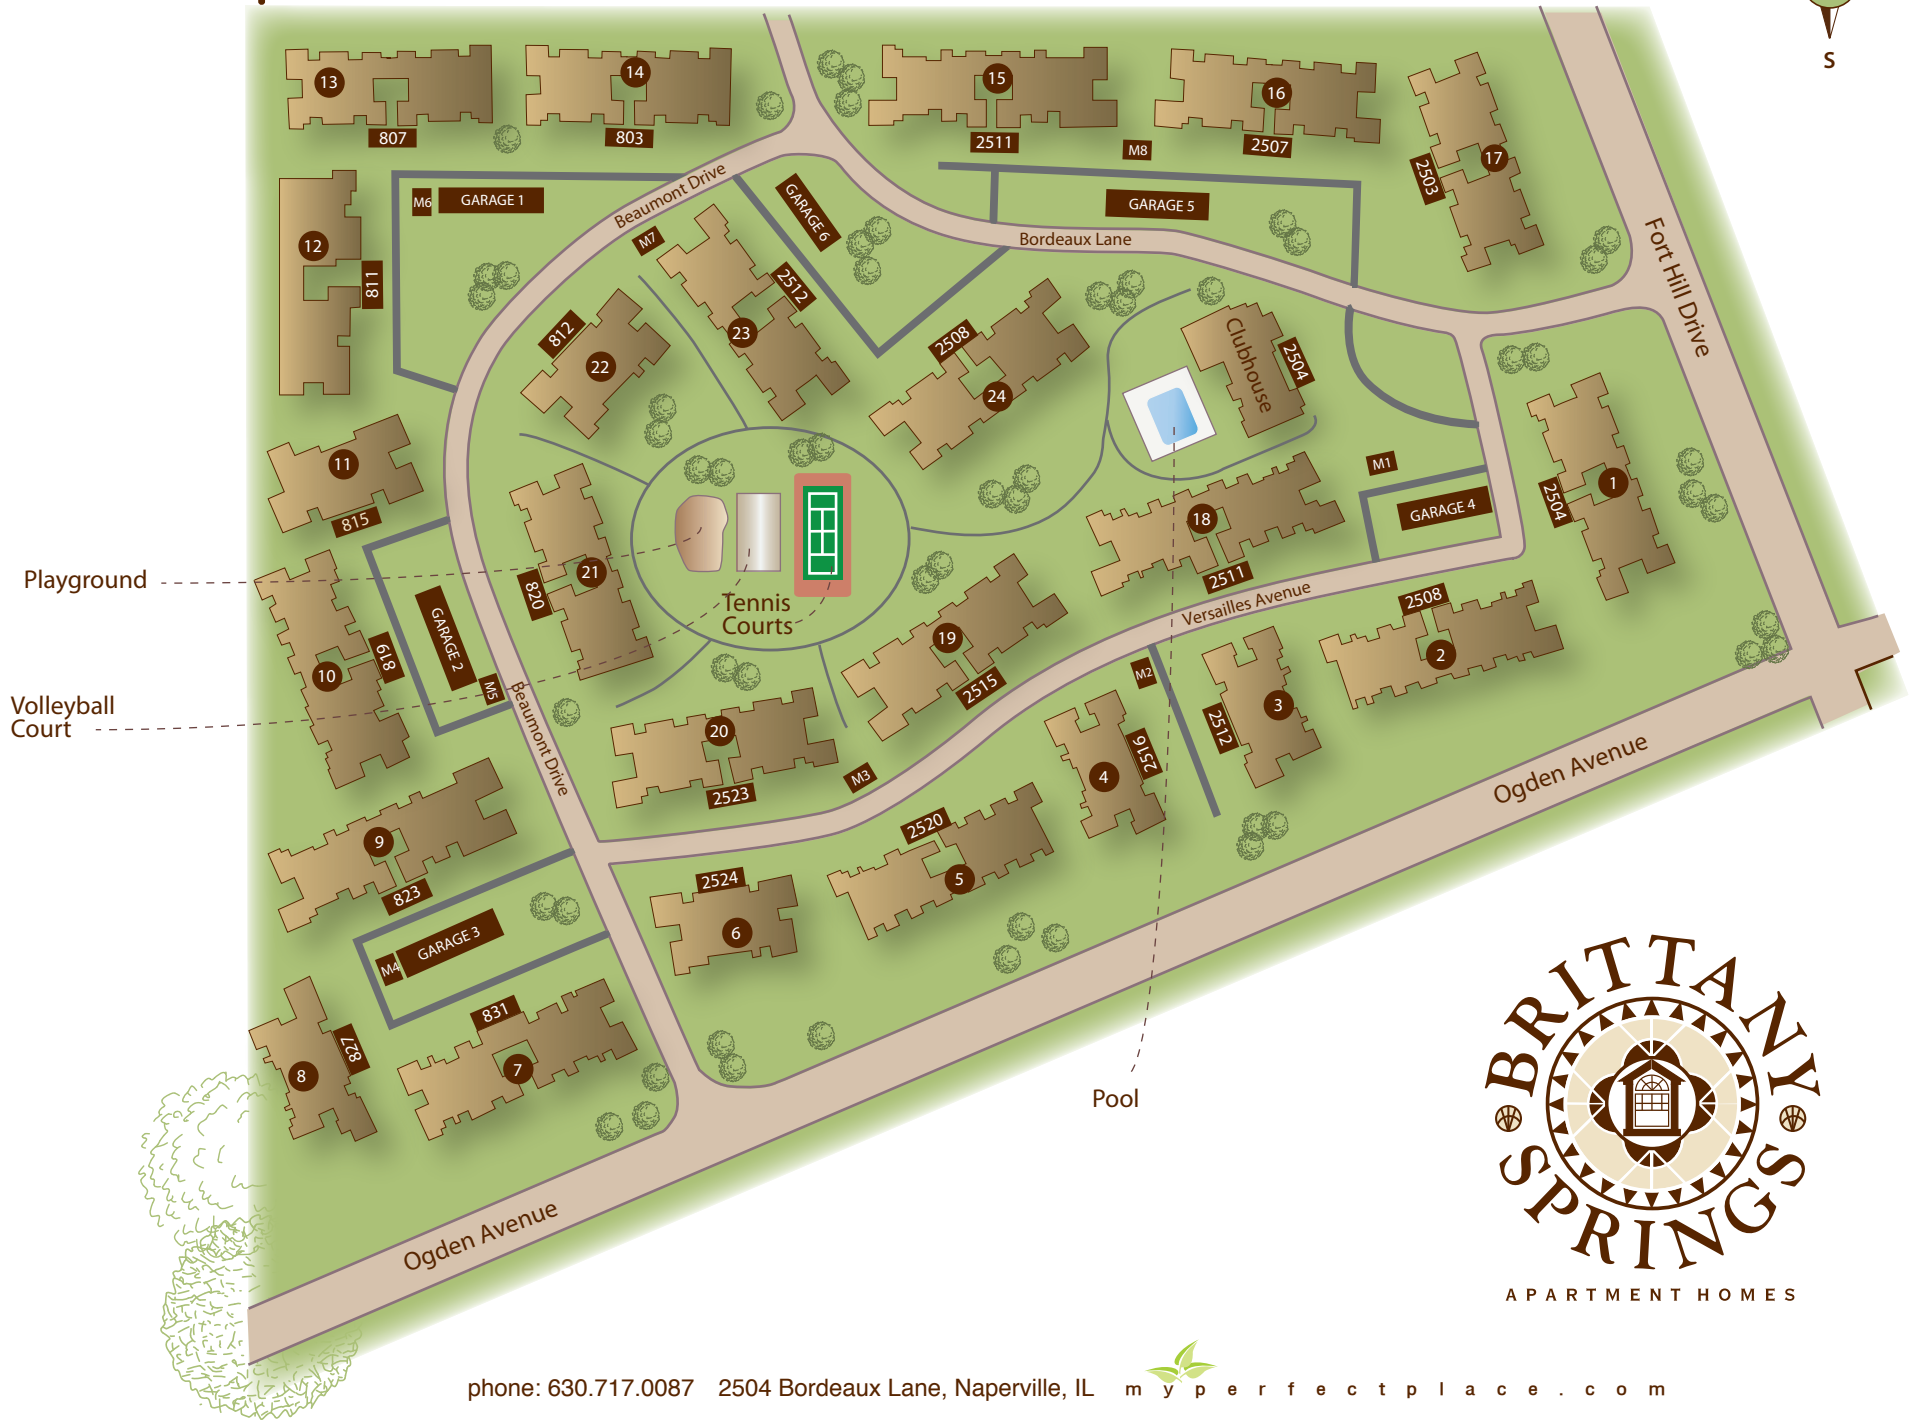 S
13
807
14
803
15
2511
M8
16
2507
17
2503
M6
GARAGE 1
Beaumont Drive
GARAGE 6
GARAGE 5
Bordeaux Lane
Fort Hill Drive
12
811
M7
2512
23
812
22
2508
24
Clubhouse
2504
11
815
M1
GARAGE 4
18
2511
1
2504
Playground
21
820
Tennis
Courts
Versailles Avenue
2508
2
10
819
GARAGE 2
M5
Beaumont Drive
19
2515
M2
3
2512
Volleyball
Court
20
2523
M3
4
2516
Ogden Avenue
9
823
2520
5
2524
6
GARAGE 3
M4
831
7
8
827
Pool
Ogden Avenue
BRITTANY
SPRINGS
APARTMENT HOMES
phone: 630.717.0087 2504 Bordeaux Lane, Naperville, IL myperfectplace.com